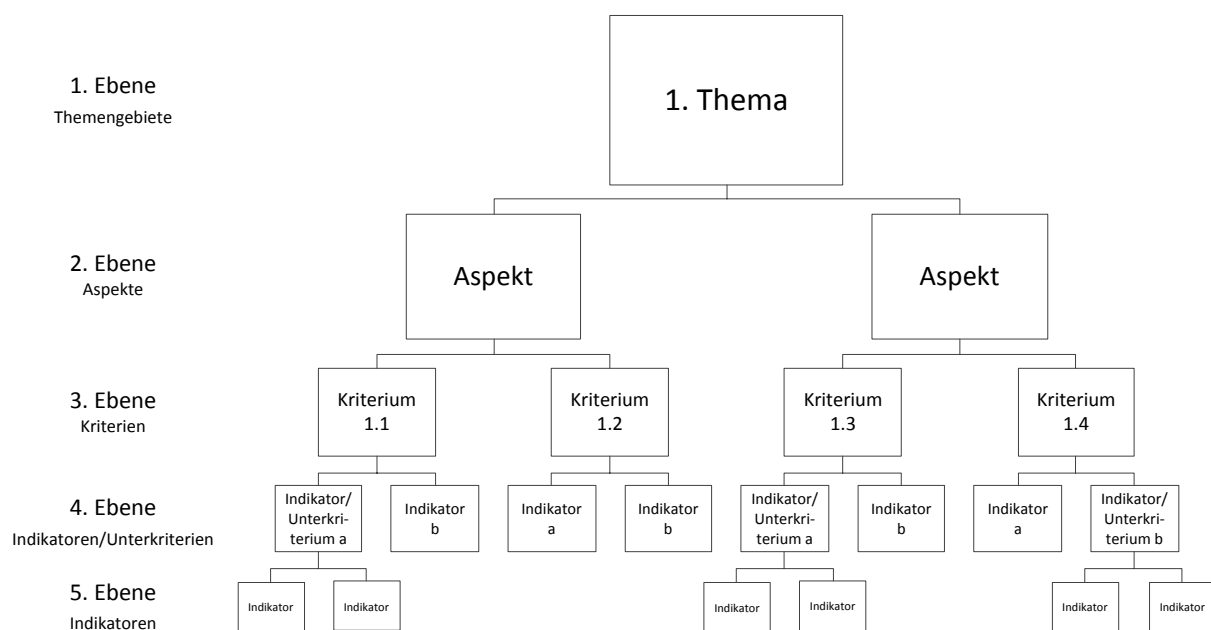 1. Ebene
Themengebiete
1. Thema
2. Ebene
Aspekte
Aspekt
Aspekt
3. Ebene
Kriterien
Kriterium
1.1
Kriterium
1.2
Kriterium
1.3
Kriterium
1.4
4. Ebene
Indikatoren/Unterkriterien
Indikator/
Unterkri-
terium a
Indikator
b
Indikator
a
Indikator
b
Indikator/
Unterkri-
terium a
Indikator
b
Indikator
a
Indikator/
Unterkri-
terium b
5. Ebene
Indikatoren
Indikator
Indikator
Indikator
Indikator
Indikator
Indikator